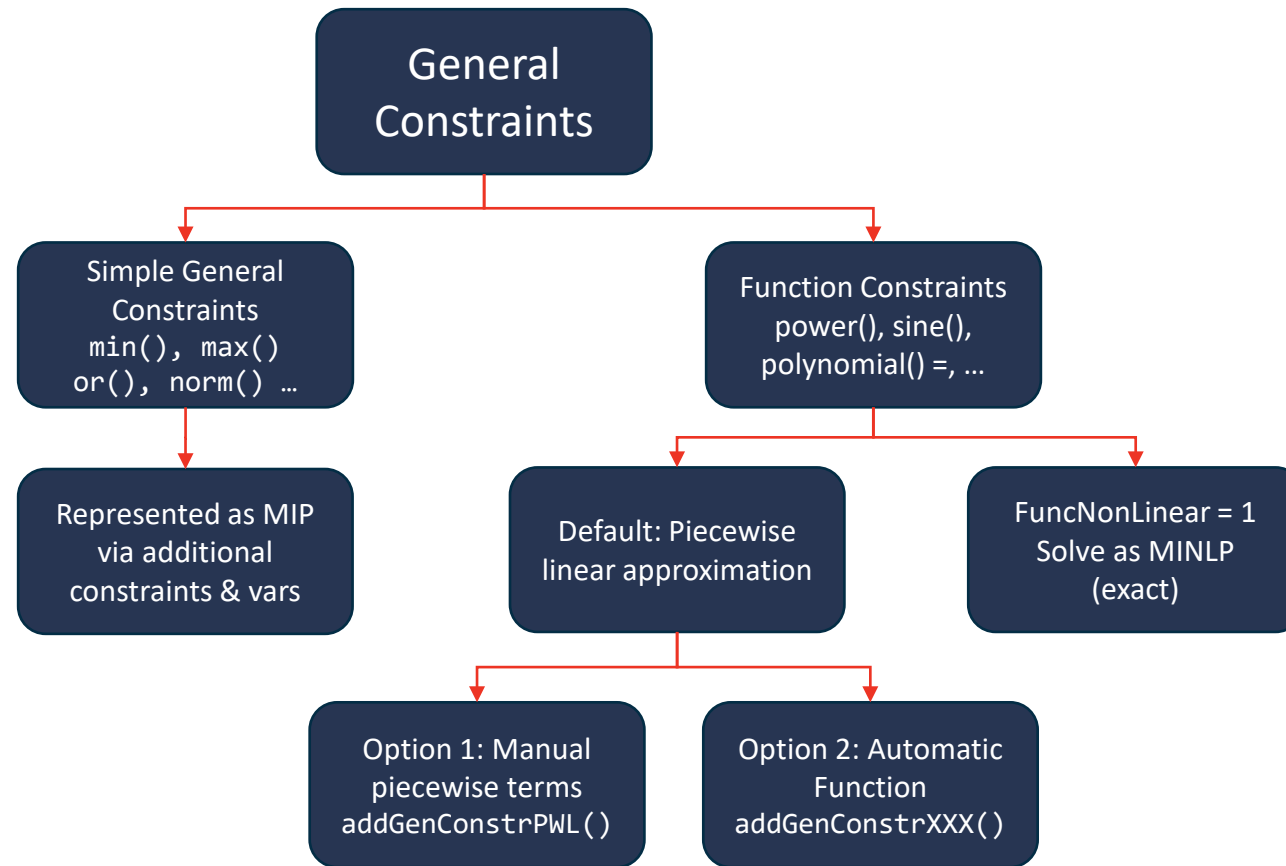 General
Constraints
Simple General
Constraints
min(), max()
or(), norm() …
Function Constraints
power(), sine(),
polynomial() =, …
Represented as MIP
via additional
constraints & vars
Default: Piecewise
linear approximation
FuncNonLinear = 1
Solve as MINLP
(exact)
Option 1: Manual
piecewise terms
addGenConstrPWL()
Option 2: Automatic
Function
addGenConstrXXX()